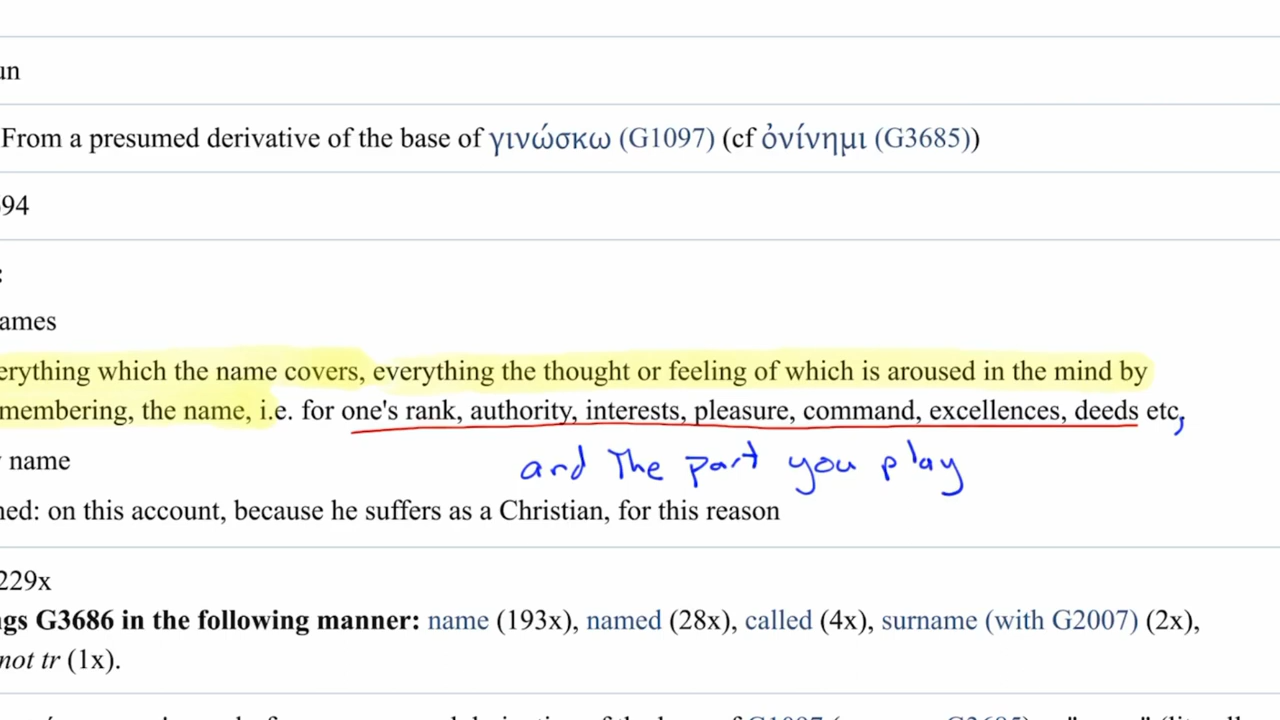 un
From a presumed derivative of the base of γινώσκω (G1097) (cf ὀνίνημι (G3685))
94
:
ames
erything which the name covers, everything the thought or feeling of which is aroused in the mind by
membering, the name, i.e. for one's rank, authority, interests, pleasure, command, excellences, deeds etc,
and The part you play
name
ned: on this account, because he suffers as a Christian, for this reason
229x
gs G3686 in the following manner: name (193x), named (28x), called (4x), surname (with G2007) (2x),
not tr (1x).